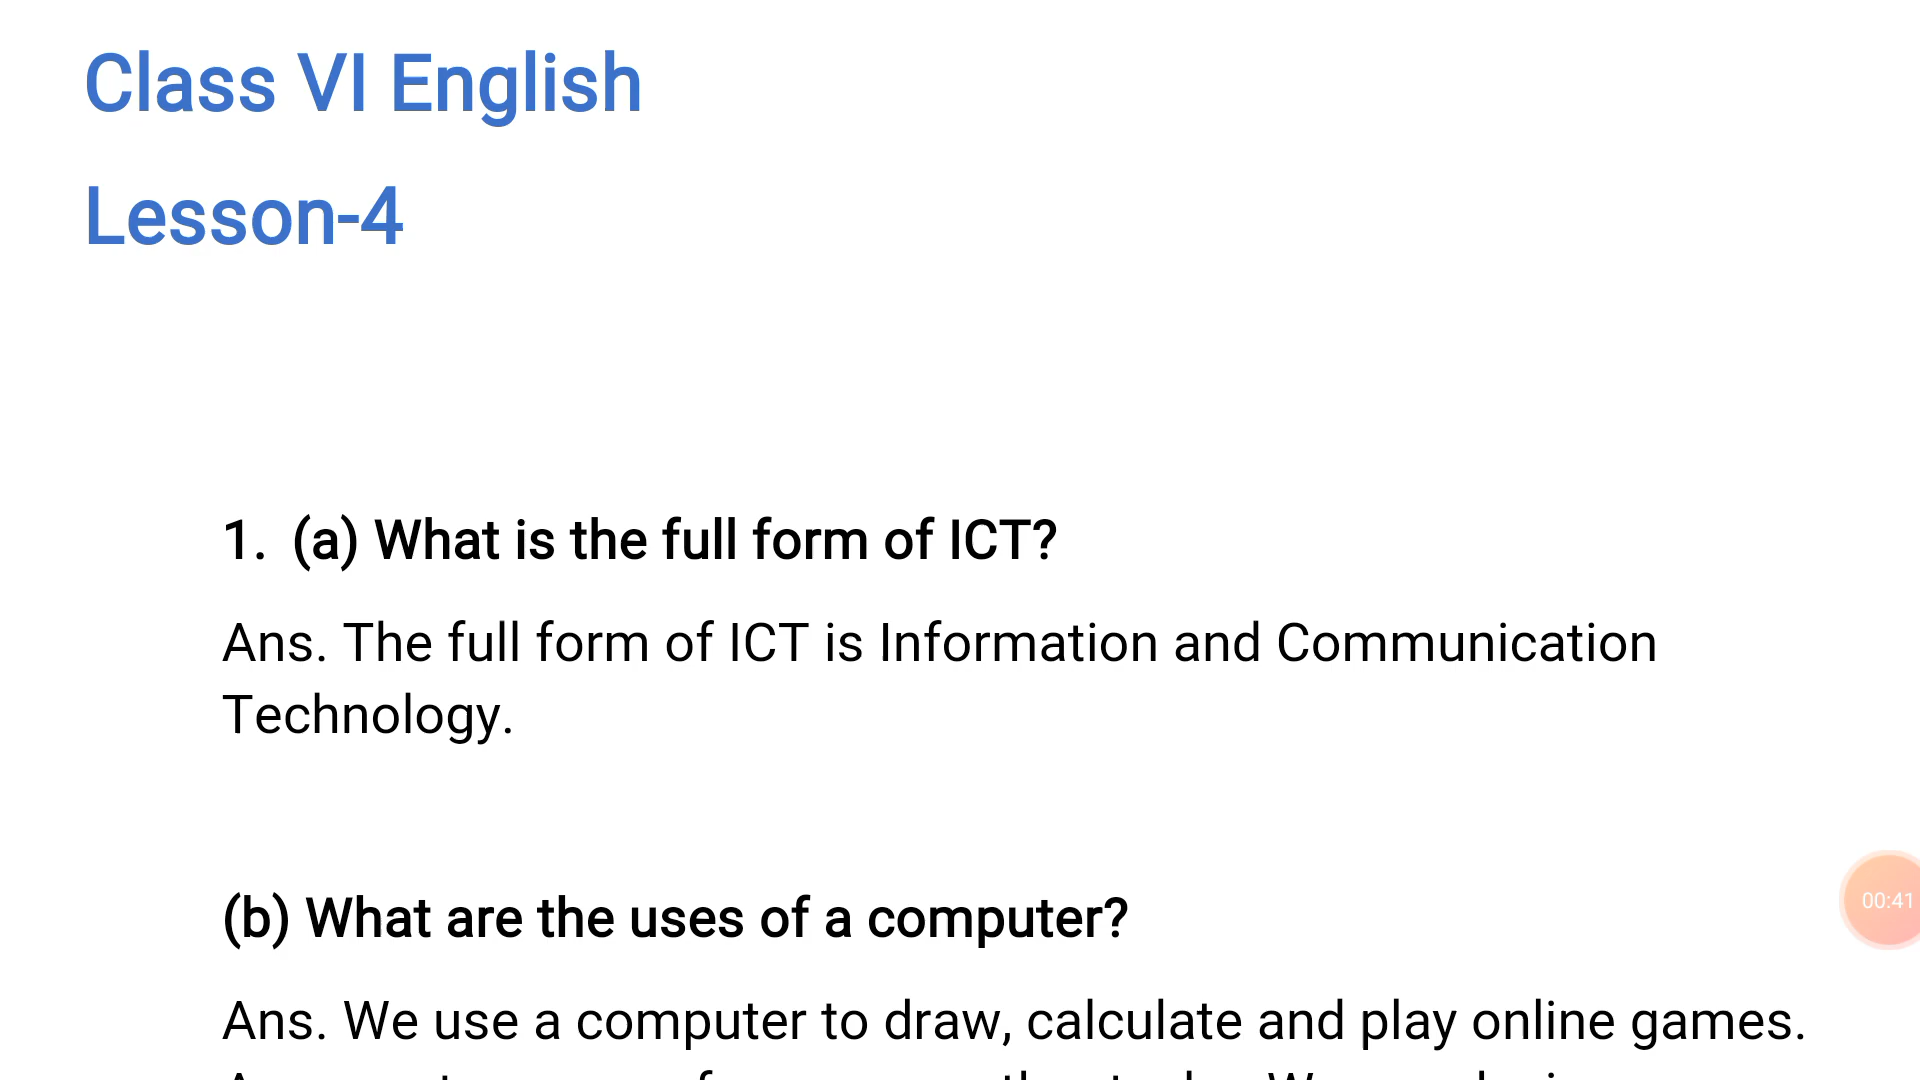 Class VI English
Lesson-4
1. (a) What is the full form of ICT?
Ans. The full form of ICT is Information and Communication
Technology.
(b) What are the uses of a computer?
00:41
Ans. We use a computer to draw, calculate and play online games.